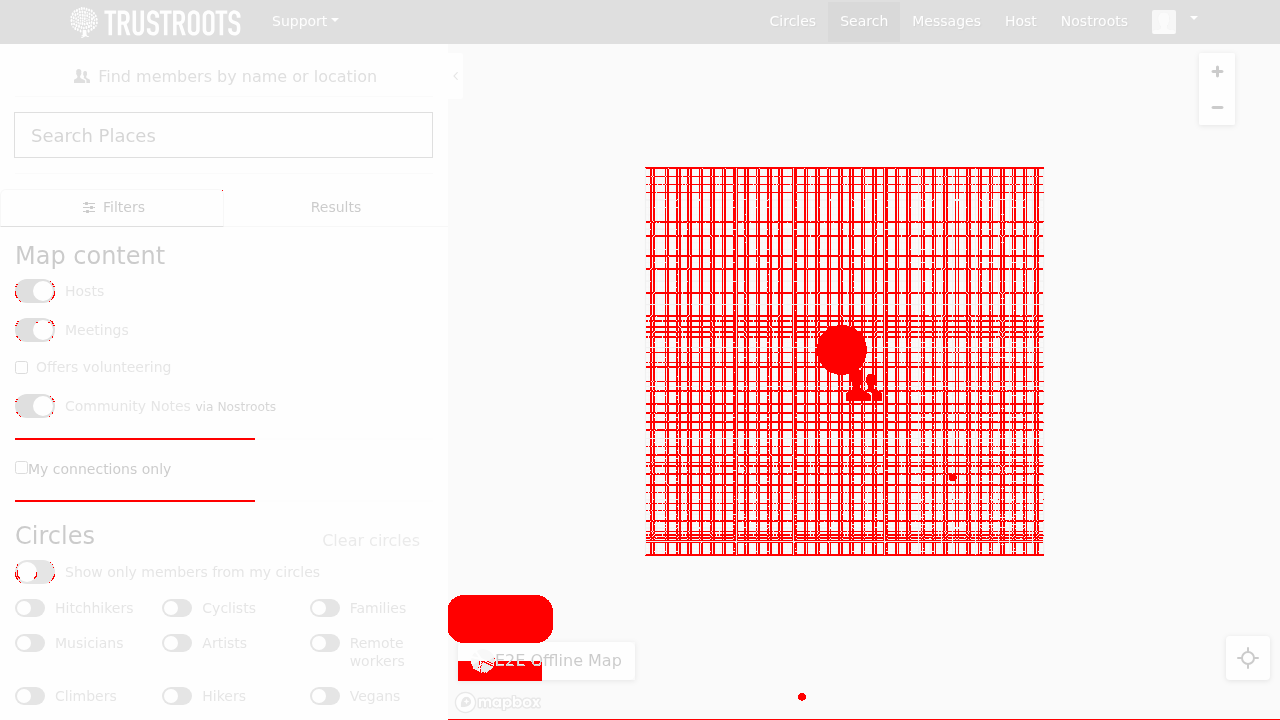 TRUSTROOTS
Support
Circles
Search
Messages
Host
Nostroots
Find members by name or location
Search Places
Filters
Results
Map content
Hosts
Meetings
Offers volunteering
Community Notes via Nostroots
My connections only
Circles
Clear circles
Show only members from my circles
Hitchhikers
Cyclists
Families
Musicians
Artists
Remote
workers
Climbers
Hikers
Vegans
E2E Offline Map
mapbox